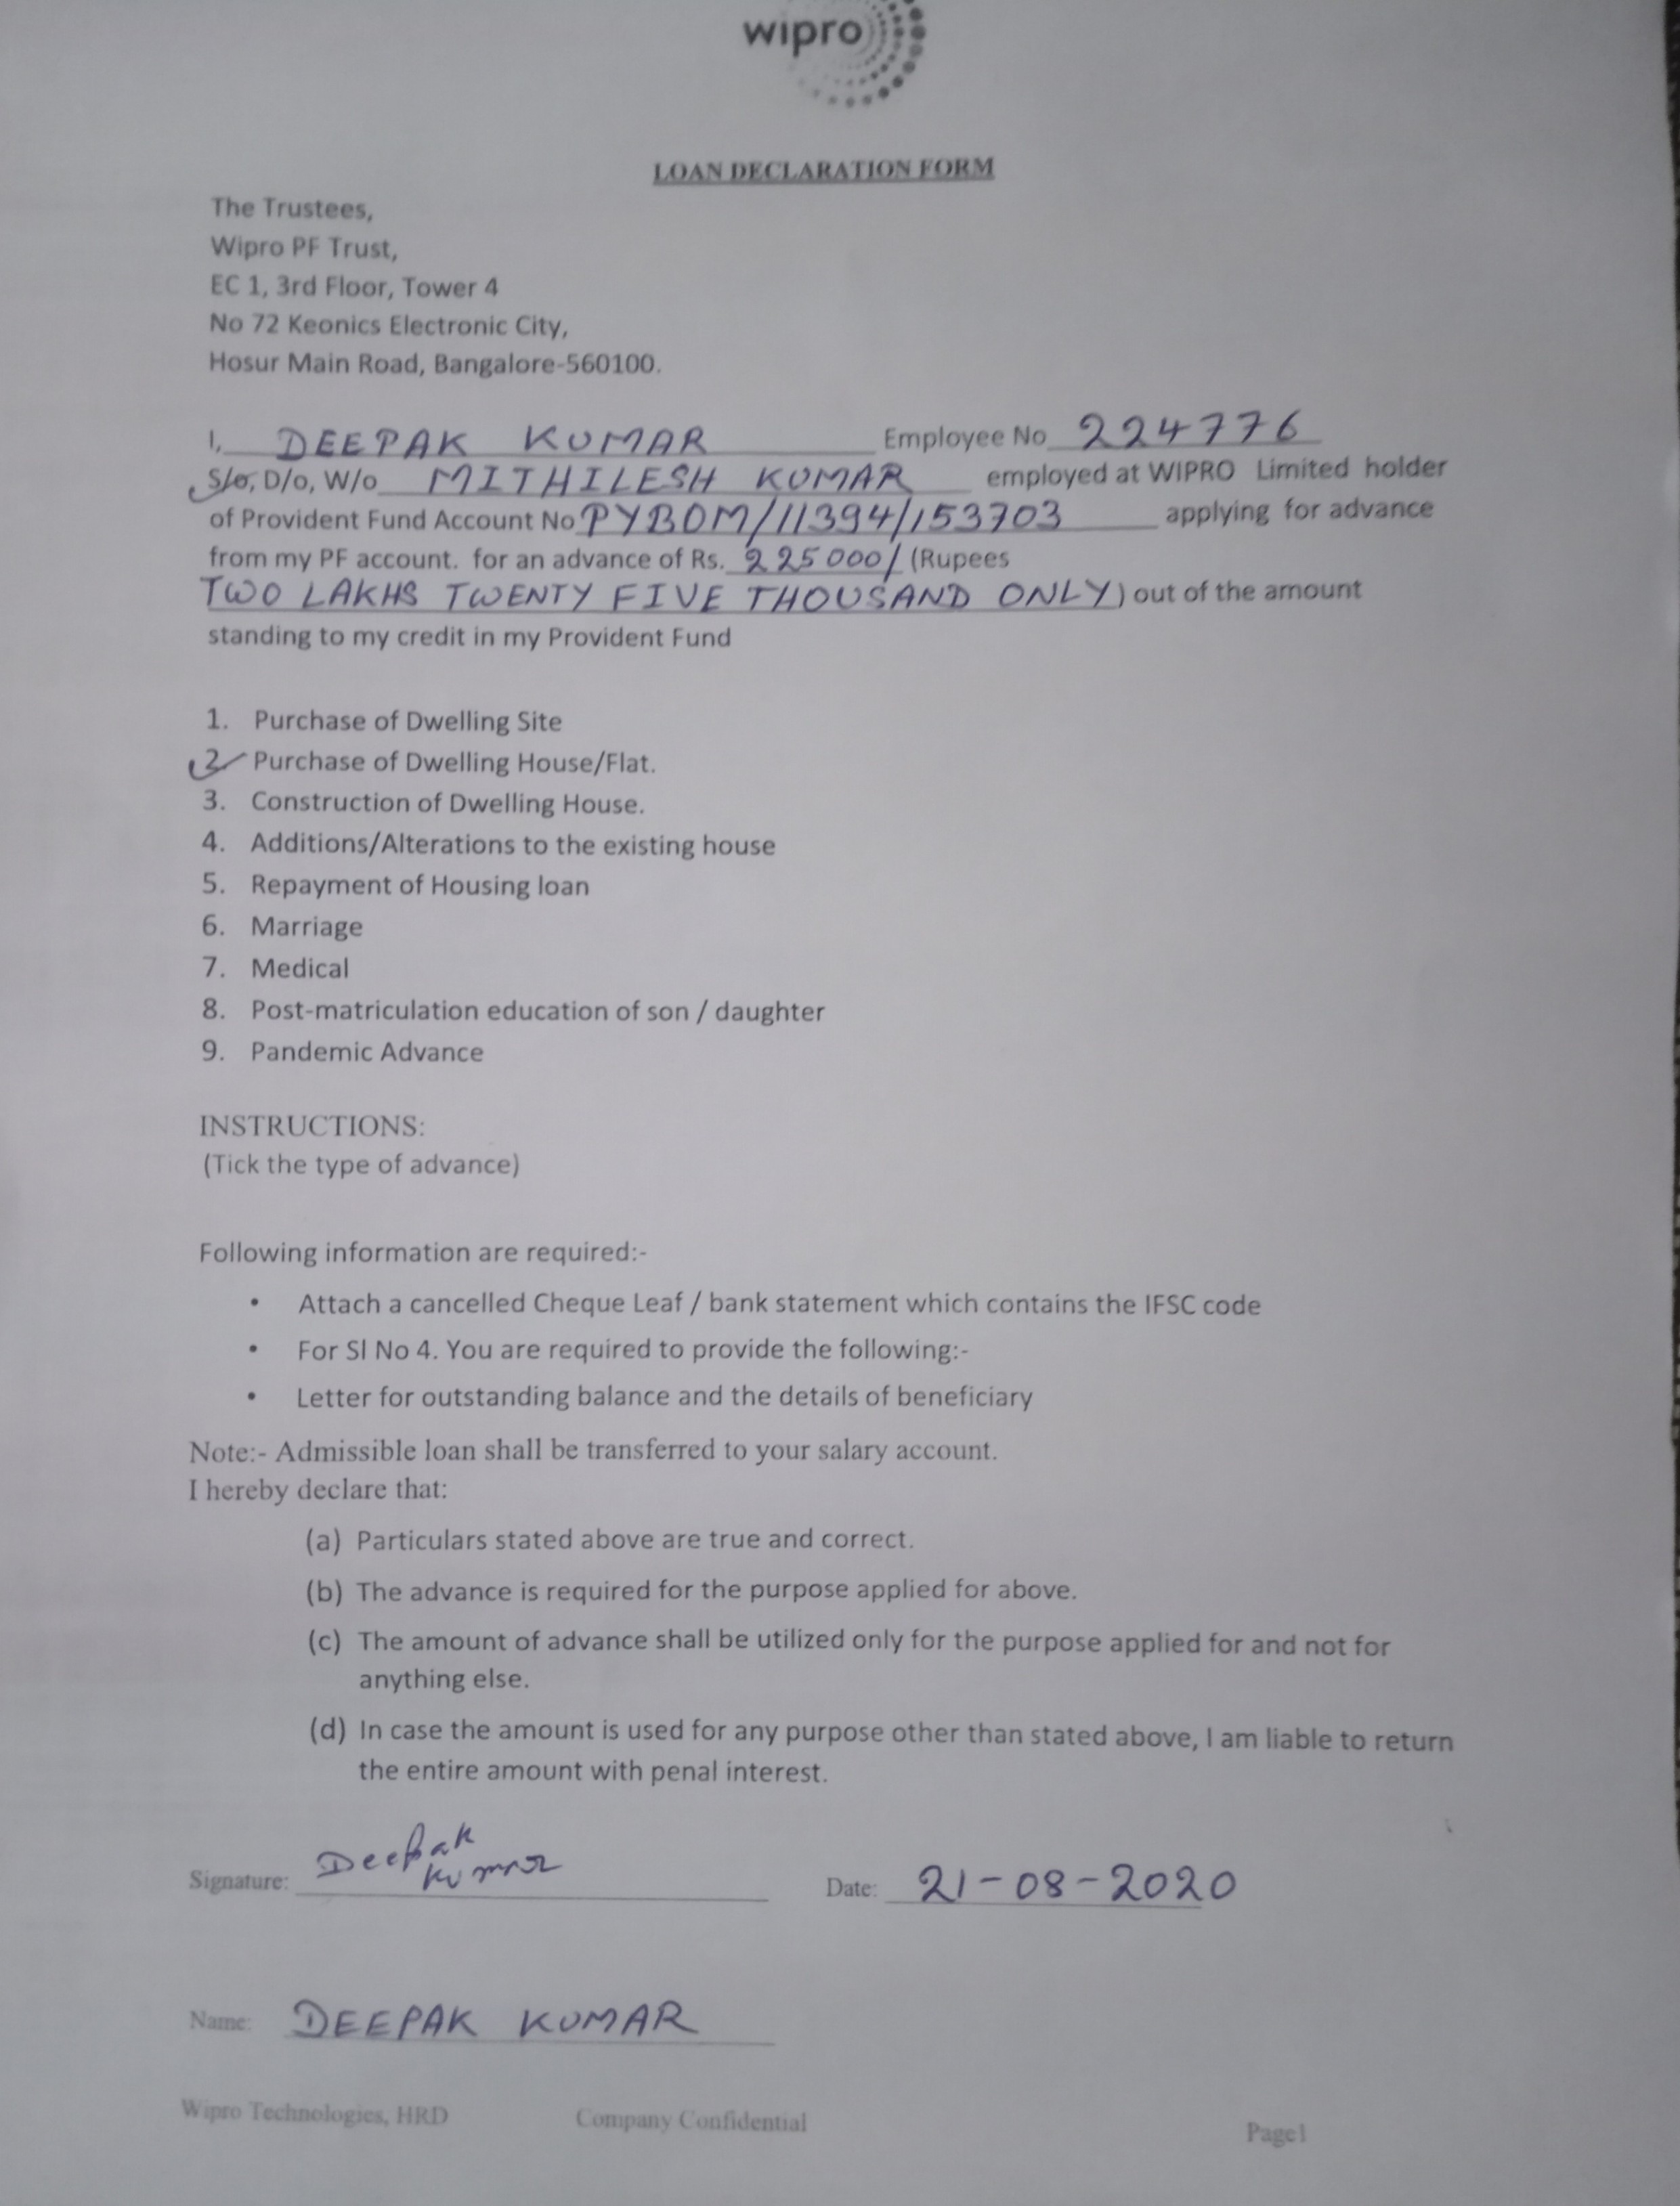 wipro
LOAN DECLARATION FORM
The Trustees,
Wipro PF Trust,
EC 1, 3rd Floor, Tower 4
No 72 Keonics Electronic City,
Hosur Main Road, Bangalore-560100.
I, DEEPAK KUMAR Employee No 224776
S/o, D/o, W/o MITHILESH KUMAR employed at WIPRO Limited holder
of Provident Fund Account No PYBOM/11394/153703 applying for advance
from my PF account. for an advance of Rs. 225000/ (Rupees
TWO LAKHS TWENTY FIVE THOUSAND ONLY) out of the amount
standing to my credit in my Provident Fund
1. Purchase of Dwelling Site
2. Purchase of Dwelling House/Flat.
3. Construction of Dwelling House.
4. Additions/Alterations to the existing house
5. Repayment of Housing loan
6. Marriage
7. Medical
8. Post-matriculation education of son / daughter
9. Pandemic Advance
INSTRUCTIONS:
(Tick the type of advance)
Following information are required:-
• Attach a cancelled Cheque Leaf / bank statement which contains the IFSC code
• For Sl No 4. You are required to provide the following:-
• Letter for outstanding balance and the details of beneficiary
Note:- Admissible loan shall be transferred to your salary account.
I hereby declare that:
(a) Particulars stated above are true and correct.
(b) The advance is required for the purpose applied for above.
(c) The amount of advance shall be utilized only for the purpose applied for and not for
anything else.
(d) In case the amount is used for any purpose other than stated above, I am liable to return
the entire amount with penal interest.
Signature: Deepak Kumar Date: 21-08-2020
Name: DEEPAK KUMAR
Wipro Technologies, HRD Company Confidential Page1